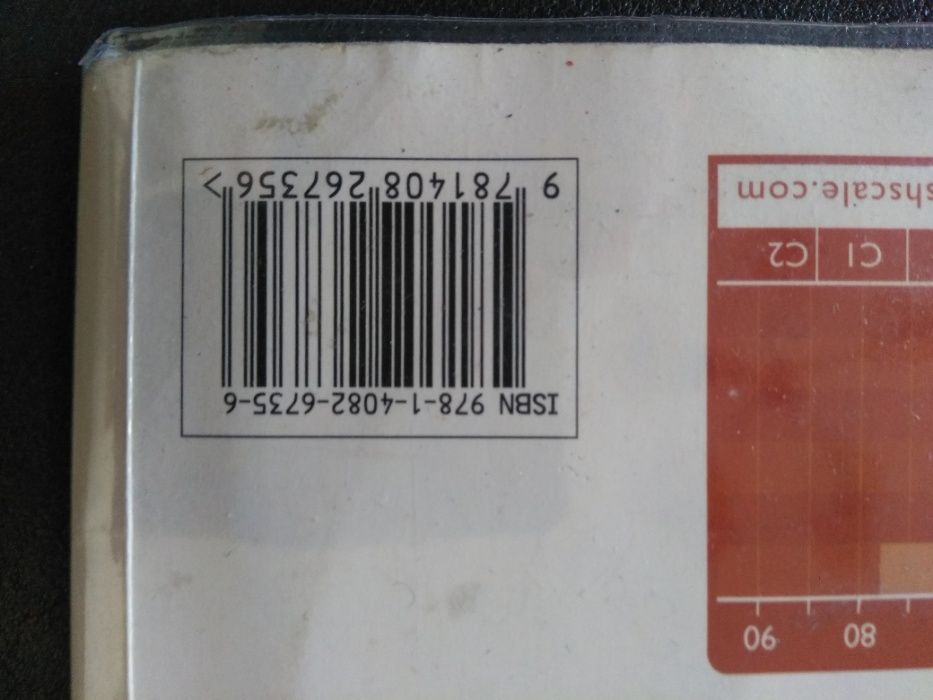 80 90
C1 C2
shscale.com
ISBN 978-1-4082-6735-6
9 781408 267356 >